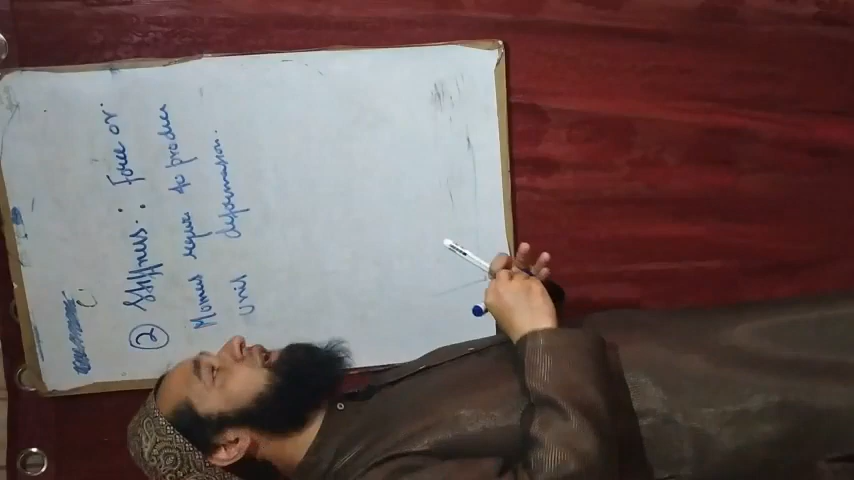 ② Stiffness: Force or
Moment require to produce
unit deformation.